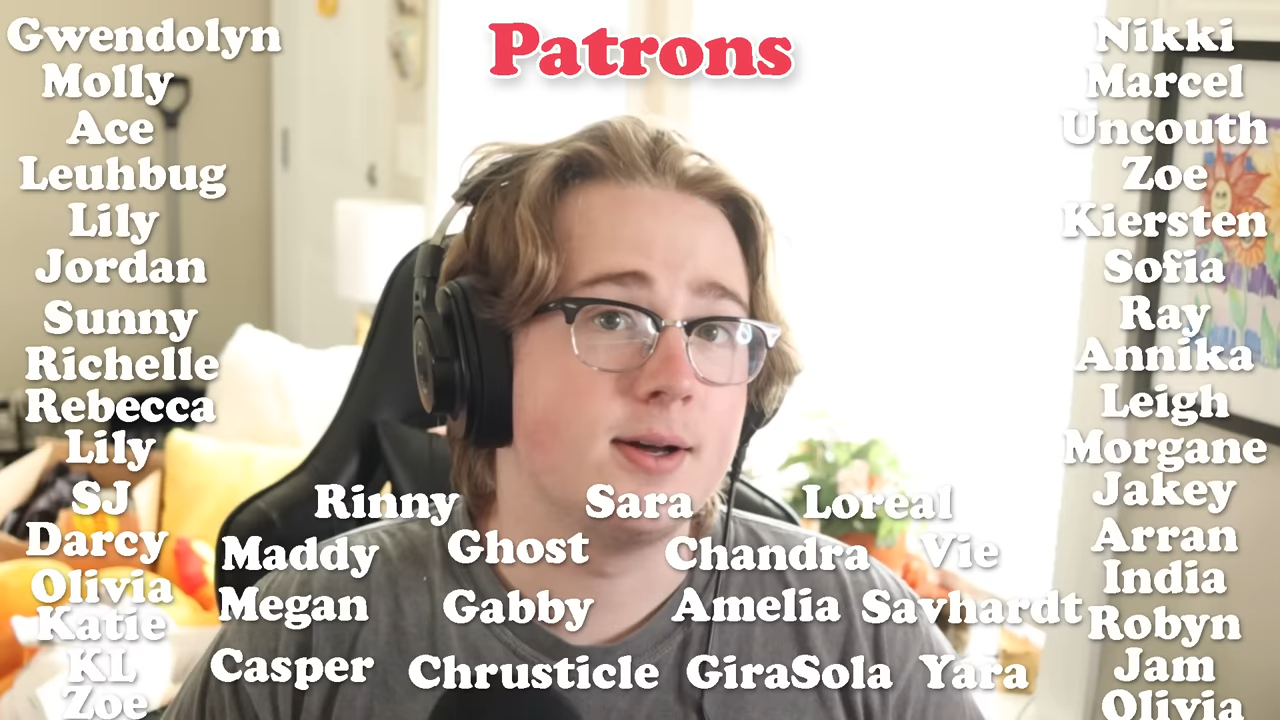 Patrons
Gwendolyn
Molly
Ace
Leuhbug
Lily
Jordan
Sunny
Richelle
Rebecca
Lily
SJ
Darcy
Olivia
Katie
KL
Zoe
Rinny Sara Loreal
Maddy Ghost Chandra Vie
Megan Gabby Amelia Savhardt
Casper Chrusticle GiraSola Yara
Nikki
Marcel
Uncouth
Zoe
Kiersten
Sofia
Ray
Annika
Leigh
Morgane
Jakey
Arran
India
Robyn
Jam
Olivia